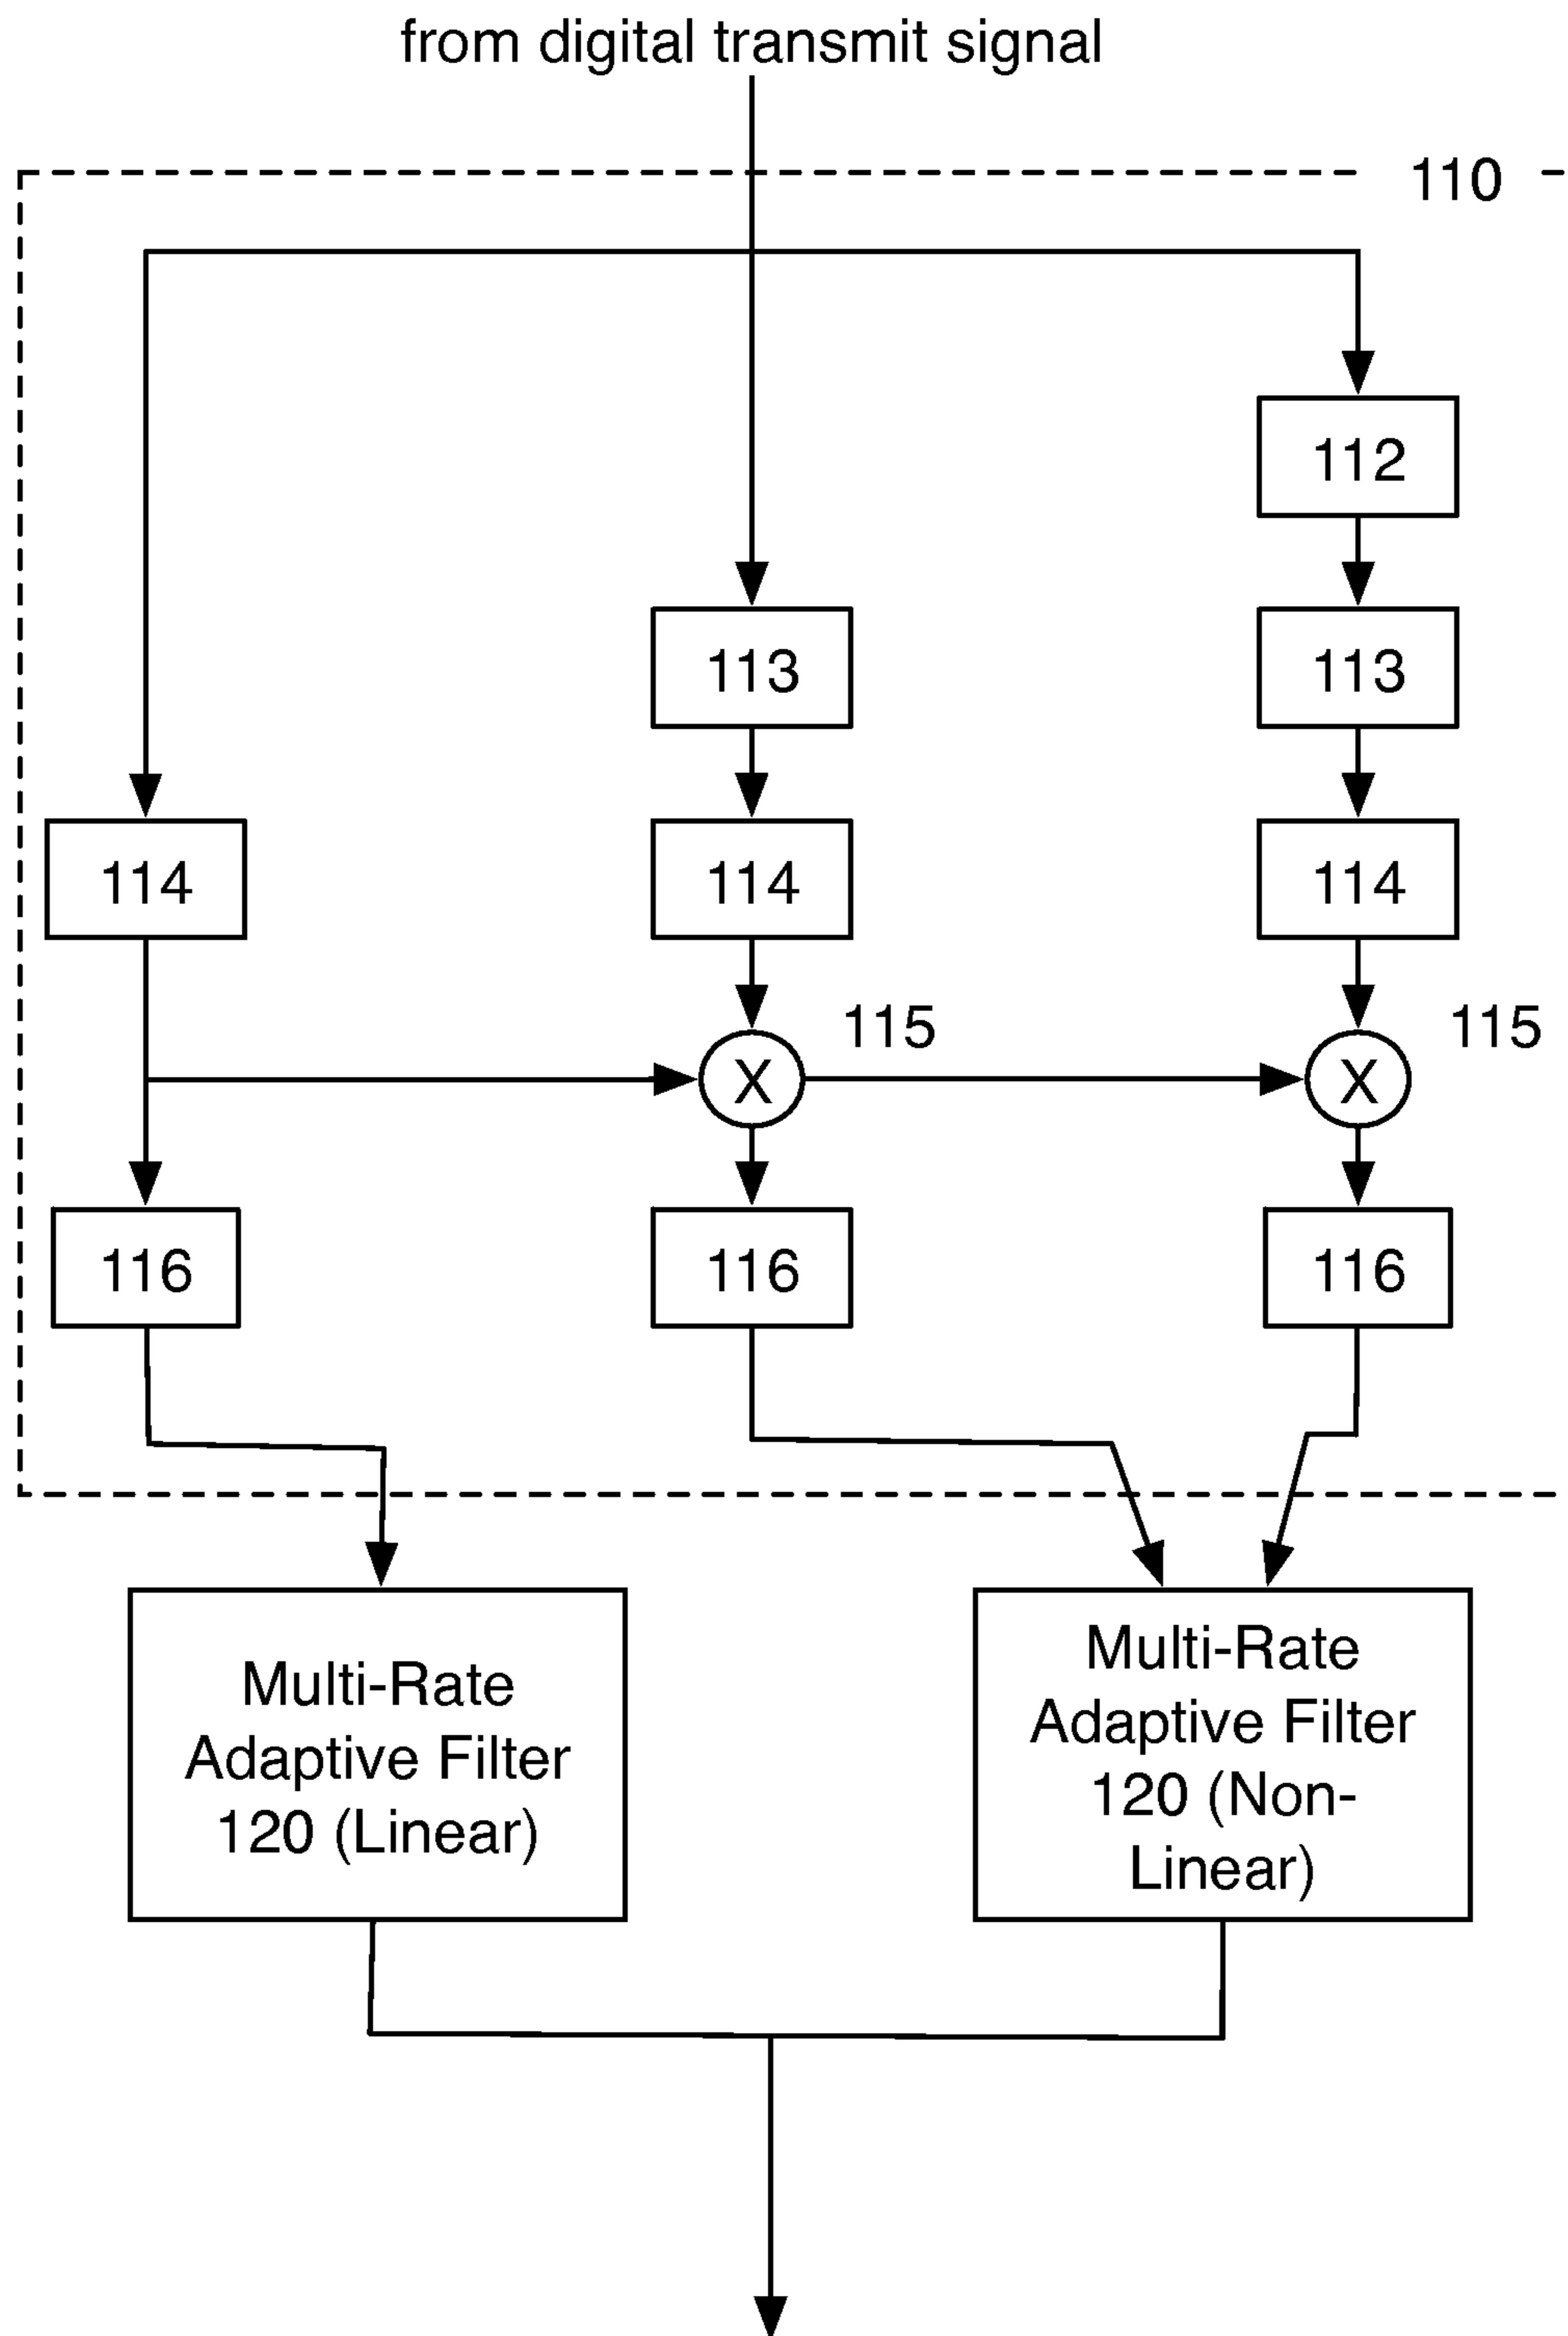 from digital transmit signal
110
112
113
113
114
114
114
115
115
X
X
116
116
116
Multi-Rate
Adaptive Filter
120 (Linear)
Multi-Rate
Adaptive Filter
120 (Non-
Linear)